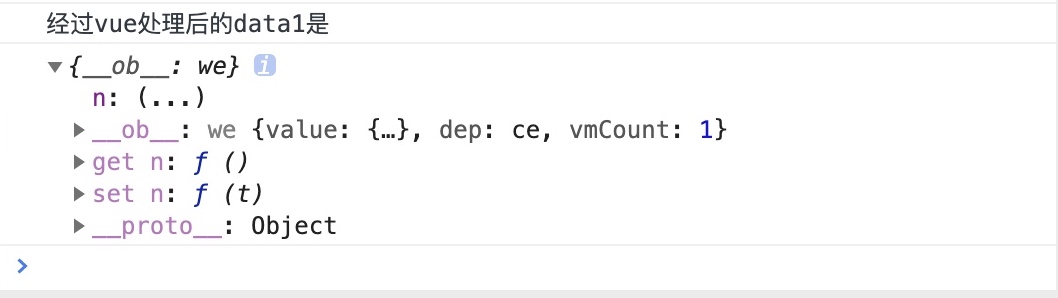 经过vue处理后的data1是
▼{__ob__: we} i
n: (...)
▶__ob__: we {value: {…}, dep: ce, vmCount: 1}
▶get n: ƒ ()
▶set n: ƒ (t)
▶__proto__: Object
>